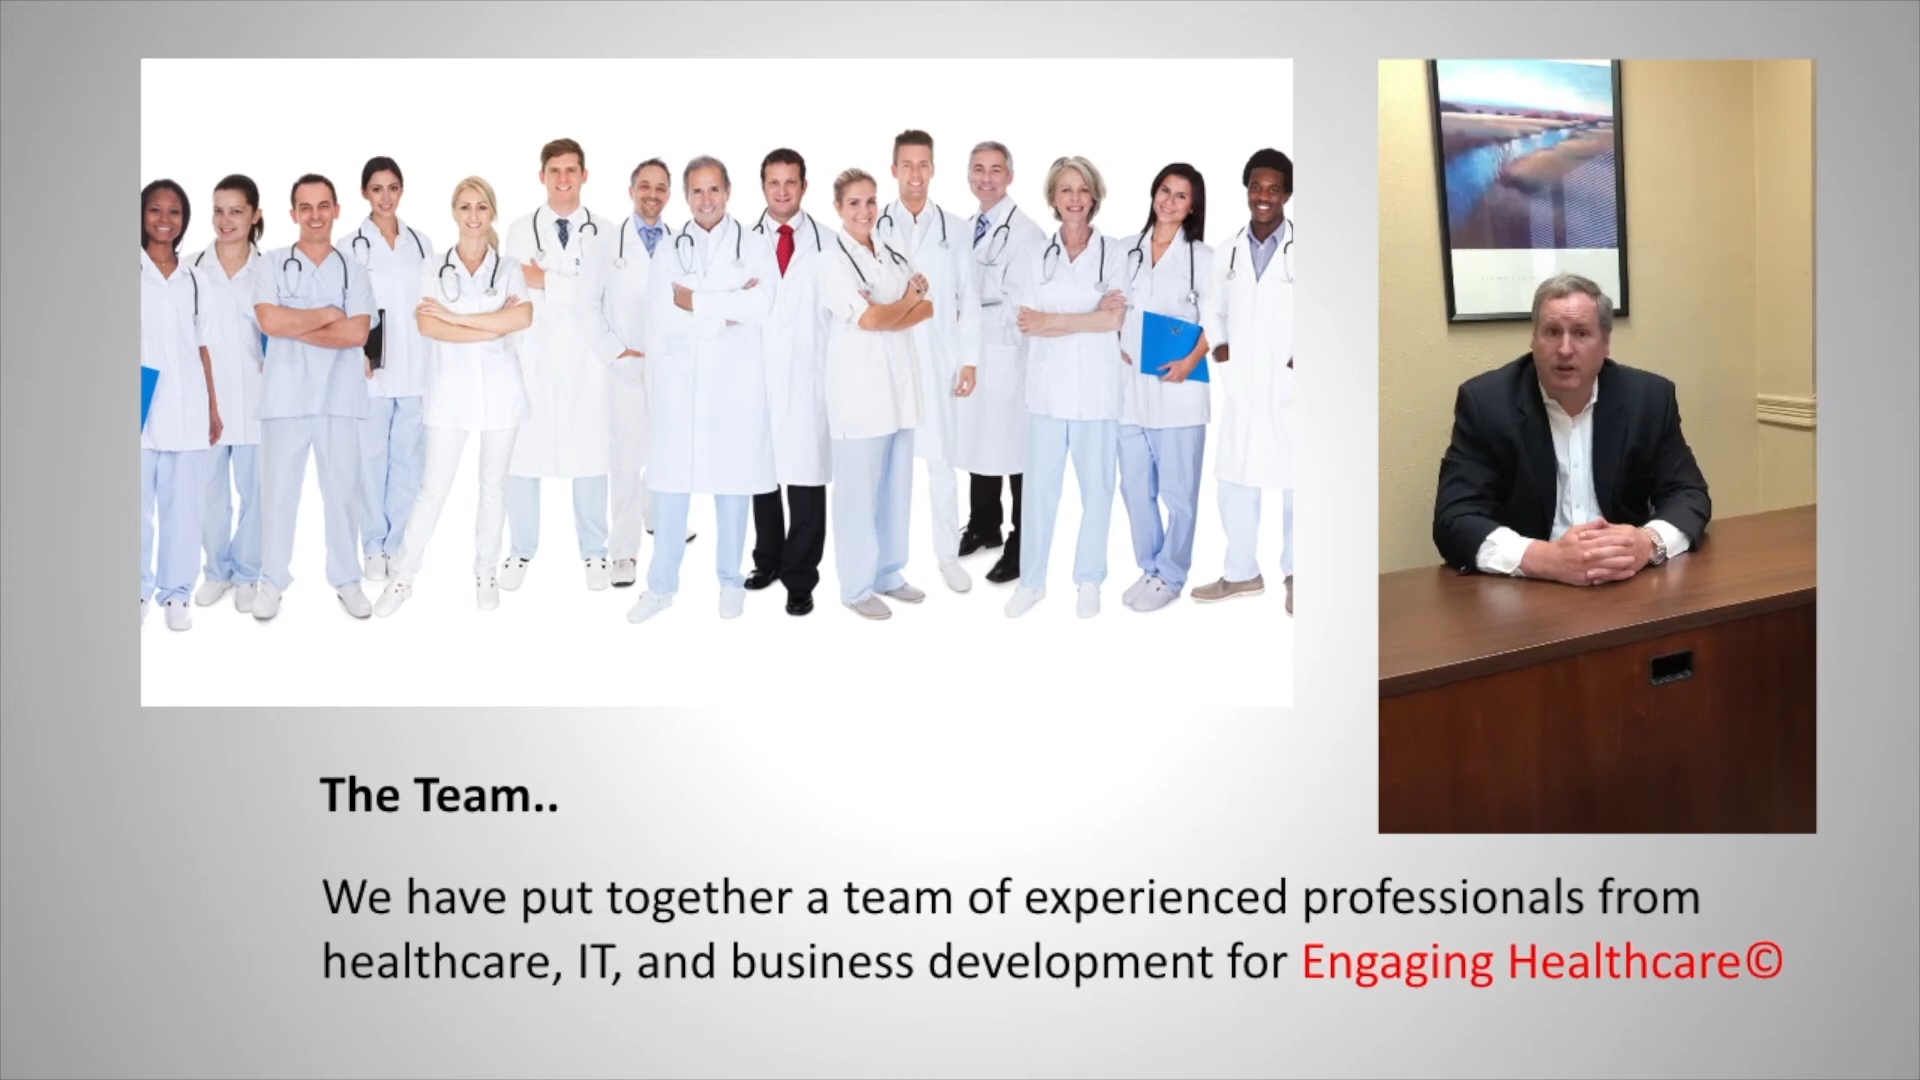 The Team..
We have put together a team of experienced professionals from
healthcare, IT, and business development for Engaging Healthcare©